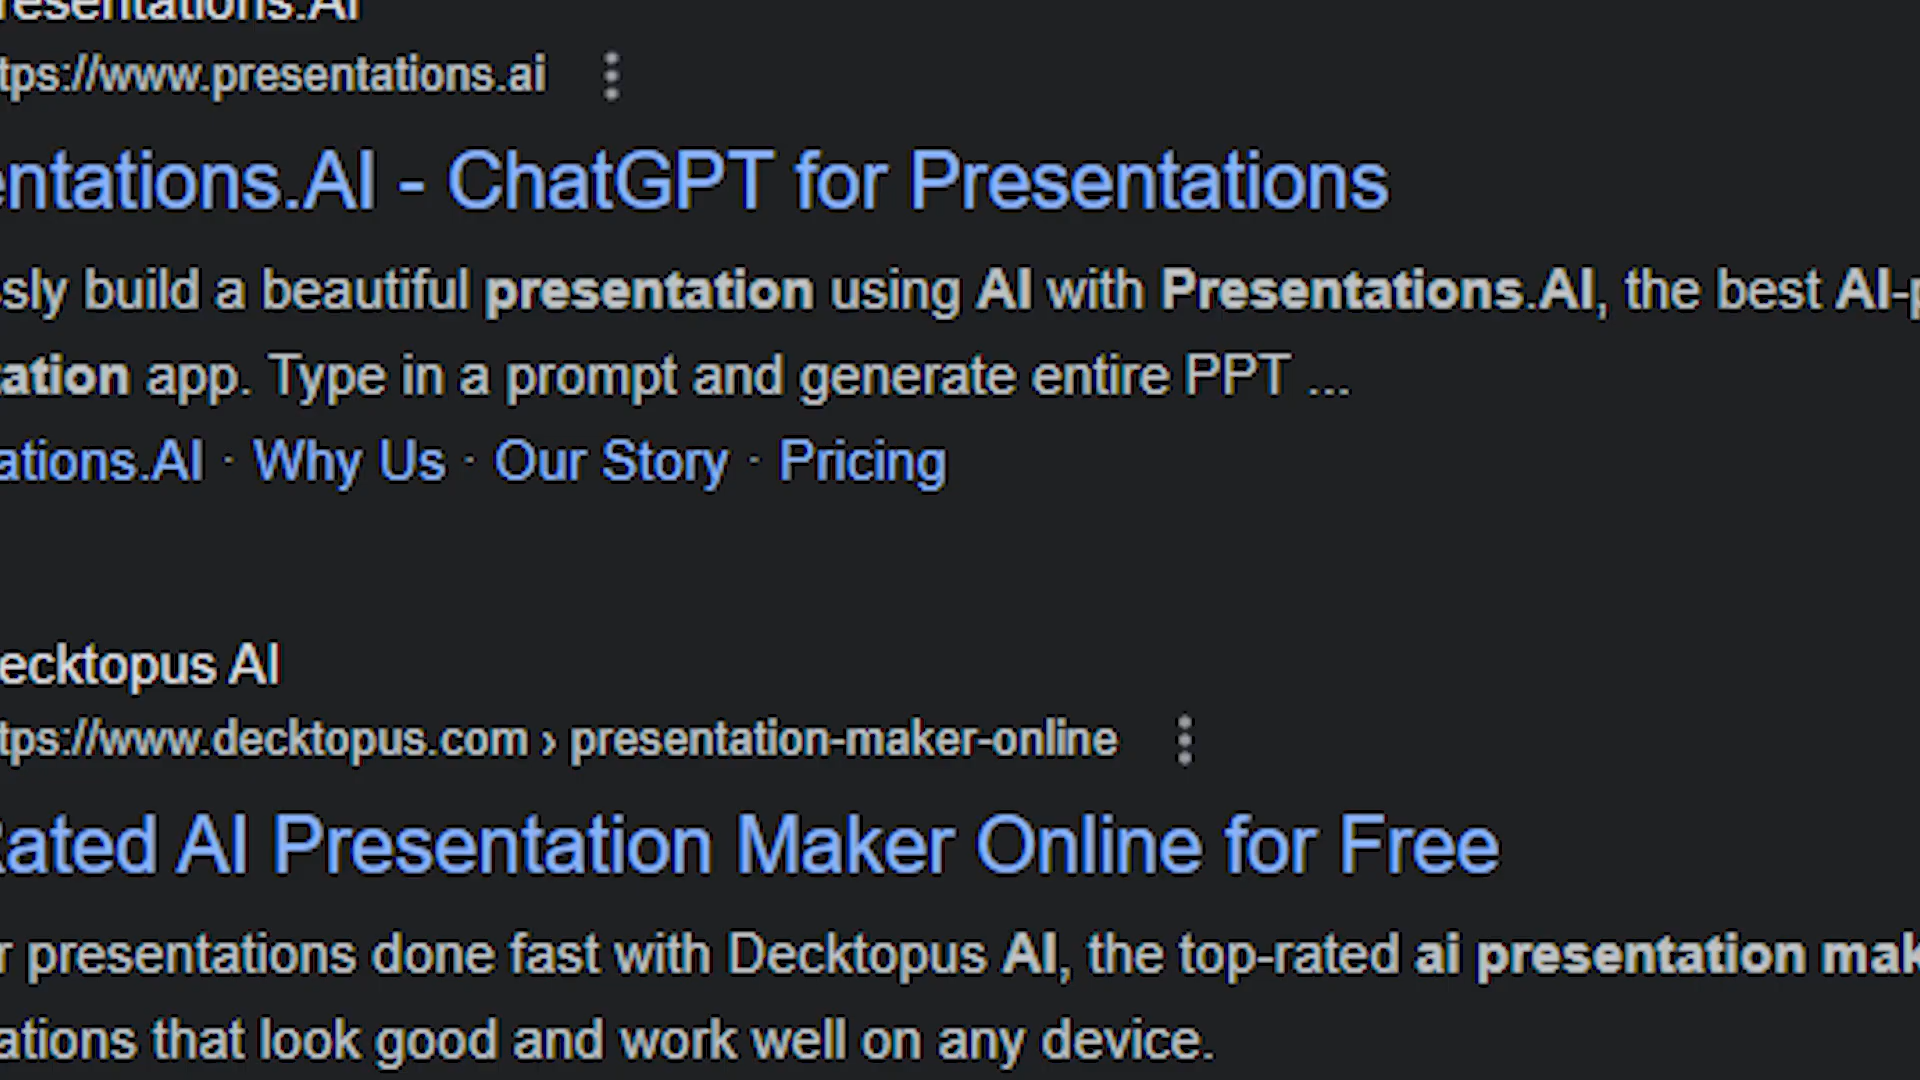 resentations.AI
tps://www.presentations.ai
entations.AI - ChatGPT for Presentations
sly build a beautiful presentation using AI with Presentations.AI, the best AI-p
ation app. Type in a prompt and generate entire PPT ...
ations.AI · Why Us · Our Story · Pricing
ecktopus AI
tps://www.decktopus.com › presentation-maker-online
Rated AI Presentation Maker Online for Free
r presentations done fast with Decktopus AI, the top-rated ai presentation mak
ations that look good and work well on any device.